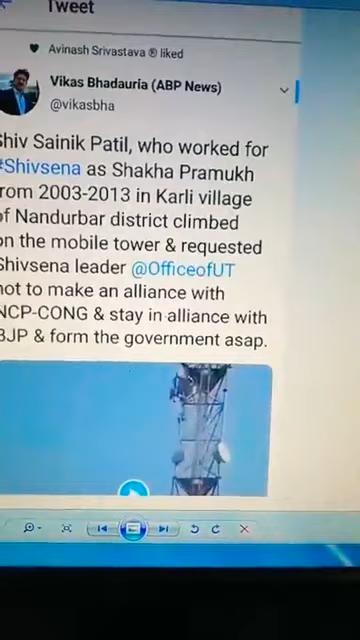 Tweet
Avinash Srivastava ® liked
Vikas Bhadauria (ABP News)
@vikasbha
Shiv Sainik Patil, who worked for
#Shivsena as Shakha Pramukh
from 2003-2013 in Karli village
of Nandurbar district climbed
on the mobile tower & requested
Shivsena leader @OfficeofUT
not to make an alliance with
NCP-CONG & stay in alliance with
BJP & form the government asap.